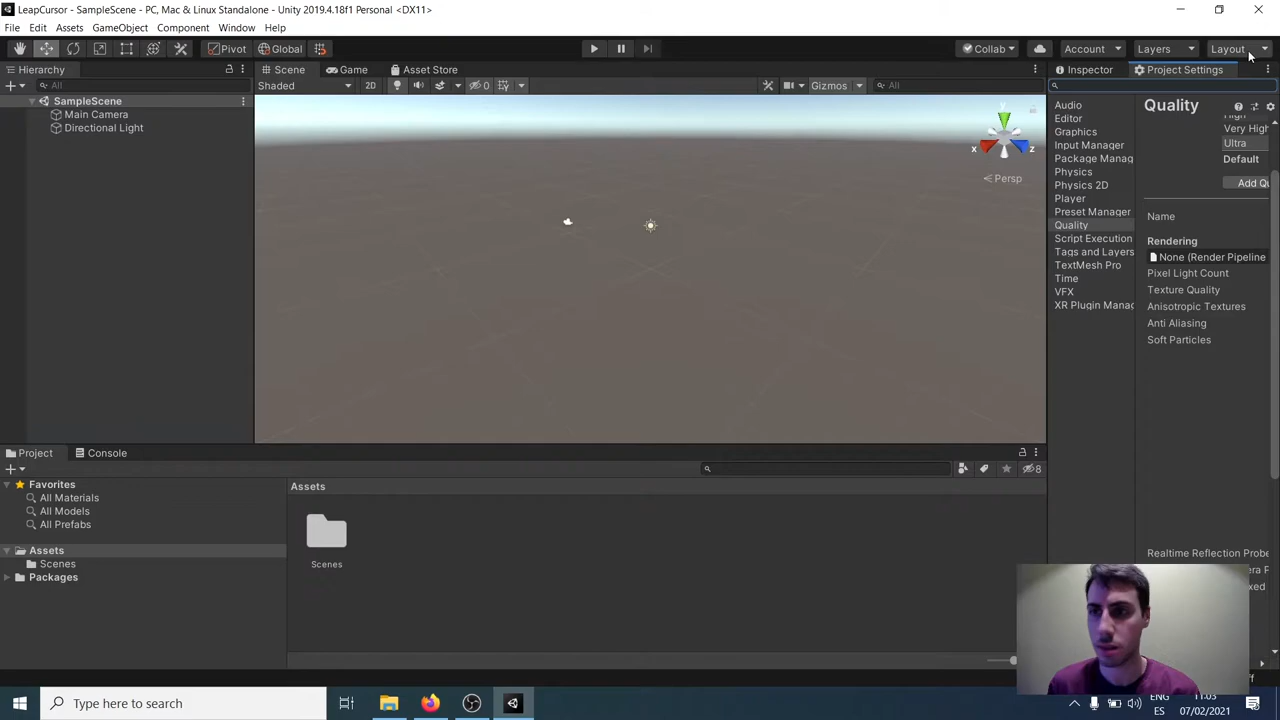 LeapCursor - SampleScene - PC, Mac & Linux Standalone - Unity 2019.4.18f1 Personal <DX11>
File Edit Assets GameObject Component Window Help
Pivot Global Collab Account Layers Layout
Hierarchy Scene Game Asset Store Inspector Project Settings
All Shaded 2D 0 Gizmos All
SampleScene
Main Camera
Directional Light
y
x z
Persp
Audio
Editor
Graphics
Input Manager
Package Manag
Physics
Physics 2D
Player
Preset Manager
Quality
Script Execution
Tags and Layers
TextMesh Pro
Time
VFX
XR Plugin Manag
Quality
High
Very High
Ultra
Default
Add Qu
Name
Rendering
None (Render Pipeline
Pixel Light Count
Texture Quality
Anisotropic Textures
Anti Aliasing
Soft Particles
Realtime Reflection Probe
Project Console
8
Favorites
All Materials
All Models
All Prefabs
Assets
Scenes
Packages
Assets
Scenes
Type here to search
ENG
ES
11:03
07/02/2021